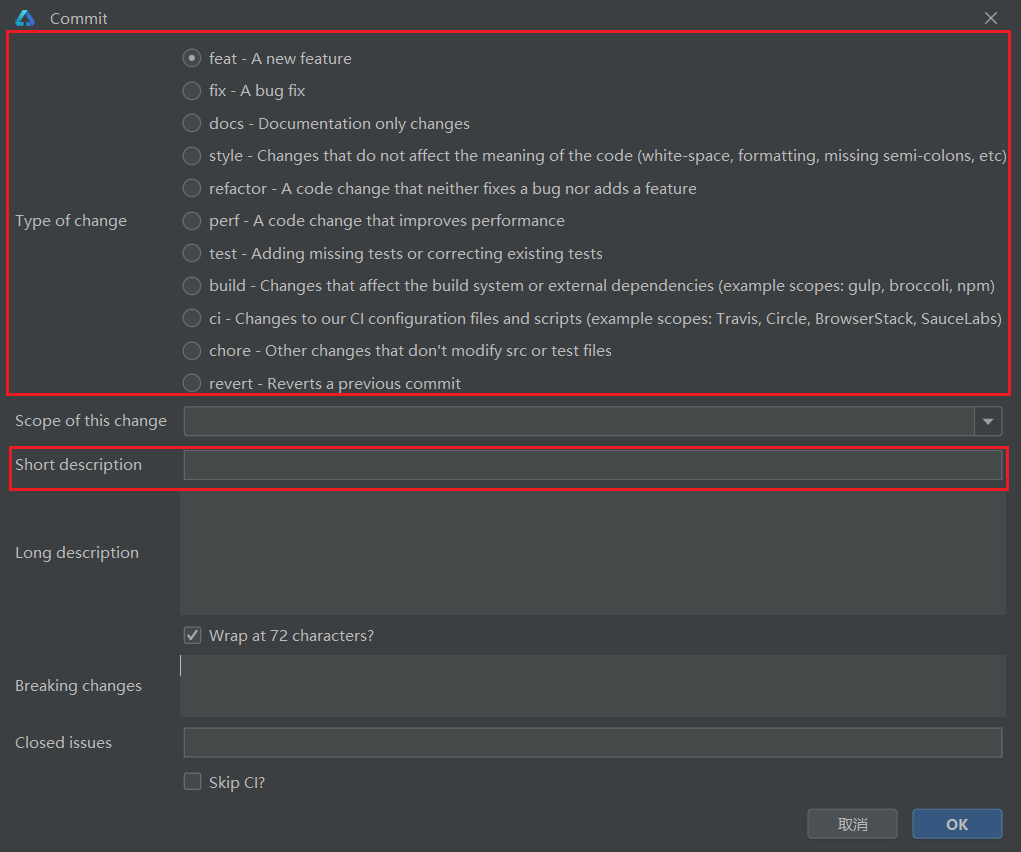 Commit
feat - A new feature
fix - A bug fix
docs - Documentation only changes
style - Changes that do not affect the meaning of the code (white-space, formatting, missing semi-colons, etc)
refactor - A code change that neither fixes a bug nor adds a feature
Type of change
perf - A code change that improves performance
test - Adding missing tests or correcting existing tests
build - Changes that affect the build system or external dependencies (example scopes: gulp, broccoli, npm)
ci - Changes to our CI configuration files and scripts (example scopes: Travis, Circle, BrowserStack, SauceLabs)
chore - Other changes that don't modify src or test files
revert - Reverts a previous commit
Scope of this change
Short description
Long description
Wrap at 72 characters?
Breaking changes
Closed issues
Skip CI?
取消
OK